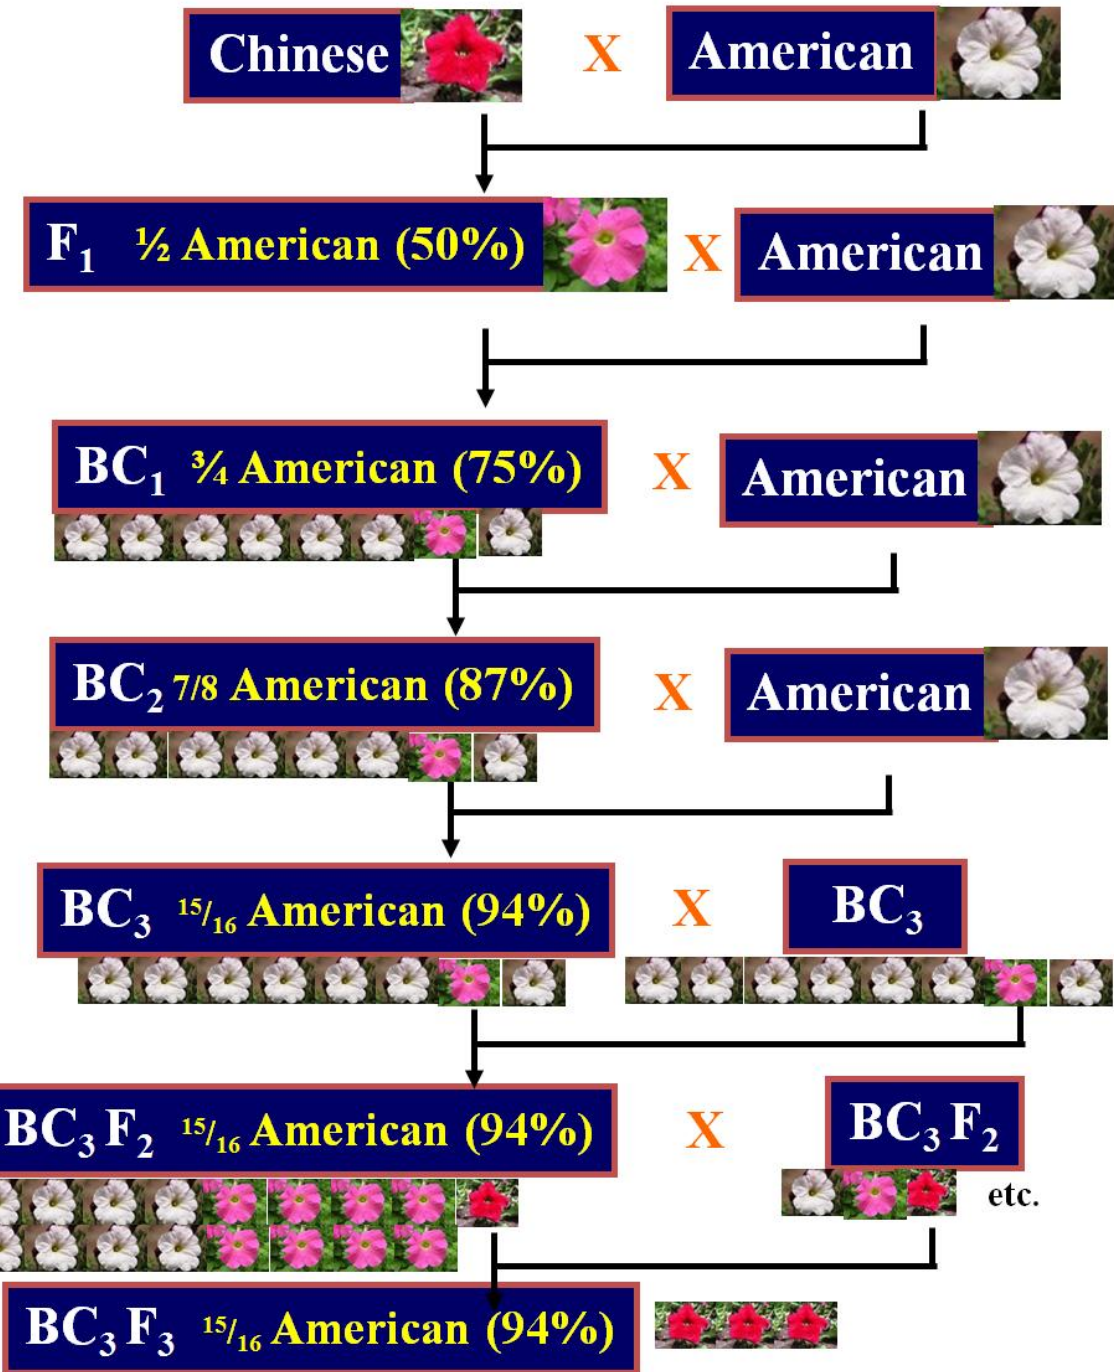 Chinese X American
F₁ ½ American (50%) X American
BC₁ ¾ American (75%) X American
BC₂ 7/8 American (87%) X American
BC₃ ¹⁵/₁₆ American (94%) X BC₃
BC₃ F₂ ¹⁵/₁₆ American (94%) X BC₃ F₂
etc.
BC₃ F₃ ¹⁵/₁₆ American (94%)